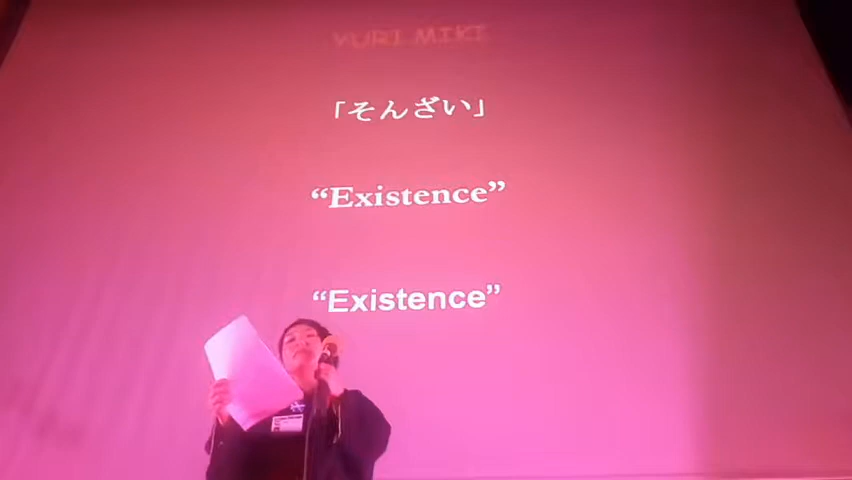 YURI MIKI
「そんざい」
“Existence”
“Existence”